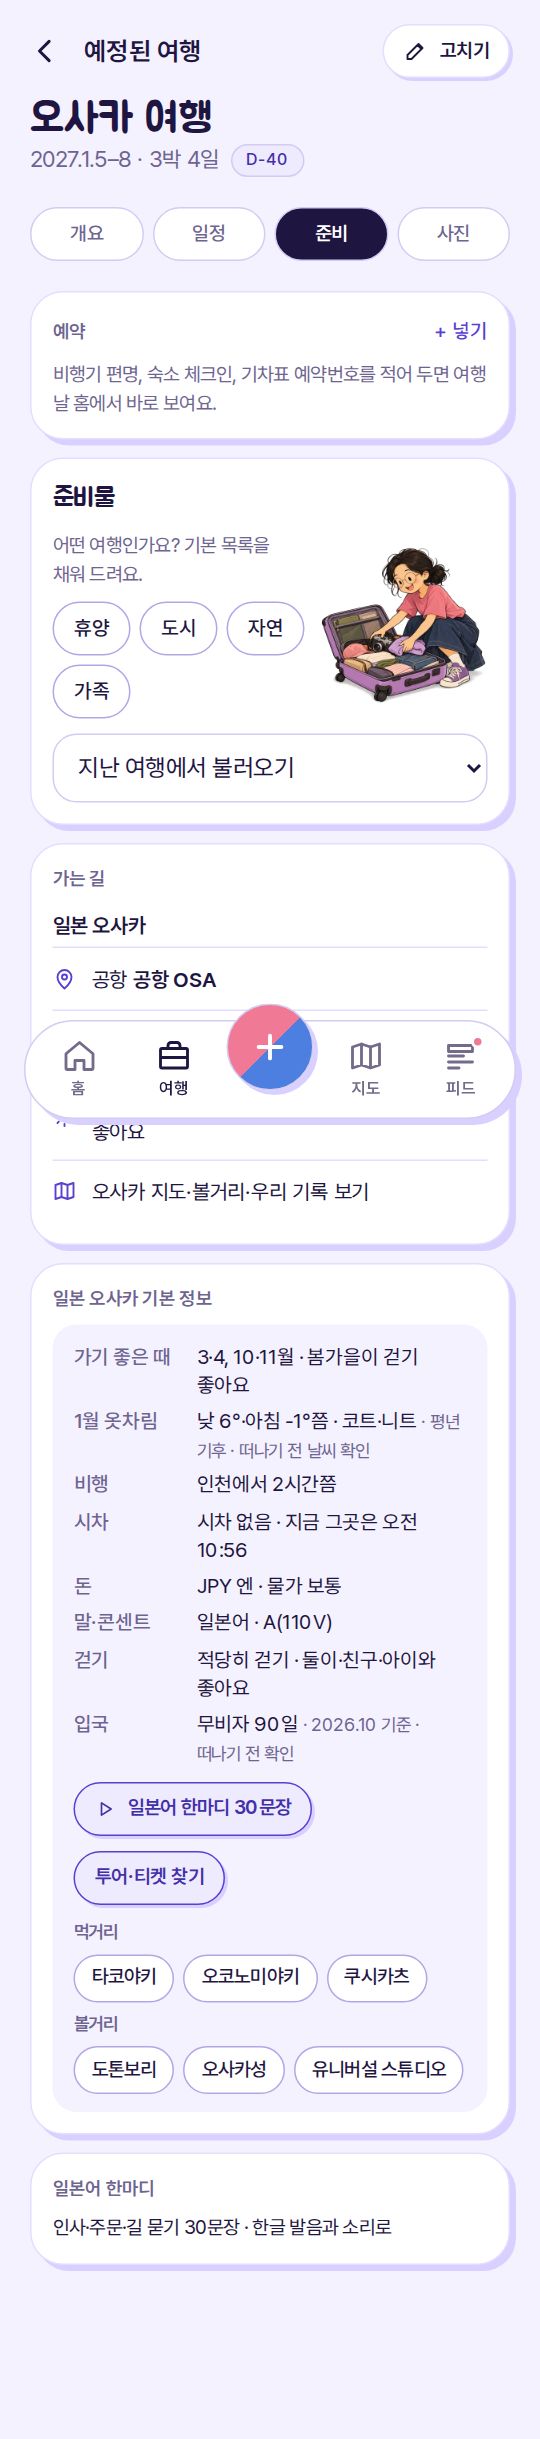 예정된 여행
고치기
오사카 여행
2027.1.5–8 · 3박 4일 D-40
개요 일정 준비 사진
예약 + 넣기
비행기 편명, 숙소 체크인, 기차표 예약번호를 적어 두면 여행
날 홈에서 바로 보여요.
준비물
어떤 여행인가요? 기본 목록을
채워 드려요.
휴양 도시 자연
가족
지난 여행에서 불러오기
가는 길
일본 오사카
공항 공항 OSA
홈 여행 지도 피드
좋아요
오사카 지도·볼거리·우리 기록 보기
일본 오사카 기본 정보
가기 좋은 때 3·4, 10·11월 · 봄가을이 걷기
좋아요
1월 옷차림 낮 6°·아침 -1°쯤 · 코트·니트 · 평년
기후 · 떠나기 전 날씨 확인
비행 인천에서 2시간쯤
시차 시차 없음 · 지금 그곳은 오전
10:56
돈 JPY 엔 · 물가 보통
말·콘센트 일본어 · A(110V)
걷기 적당히 걷기 · 둘이·친구·아이와
좋아요
입국 무비자 90일 · 2026.10 기준 ·
떠나기 전 확인
일본어 한마디 30문장
투어·티켓 찾기
먹거리
타코야키 오코노미야키 쿠시카츠
볼거리
도톤보리 오사카성 유니버설 스튜디오
일본어 한마디
인사·주문·길 묻기 30문장 · 한글 발음과 소리로